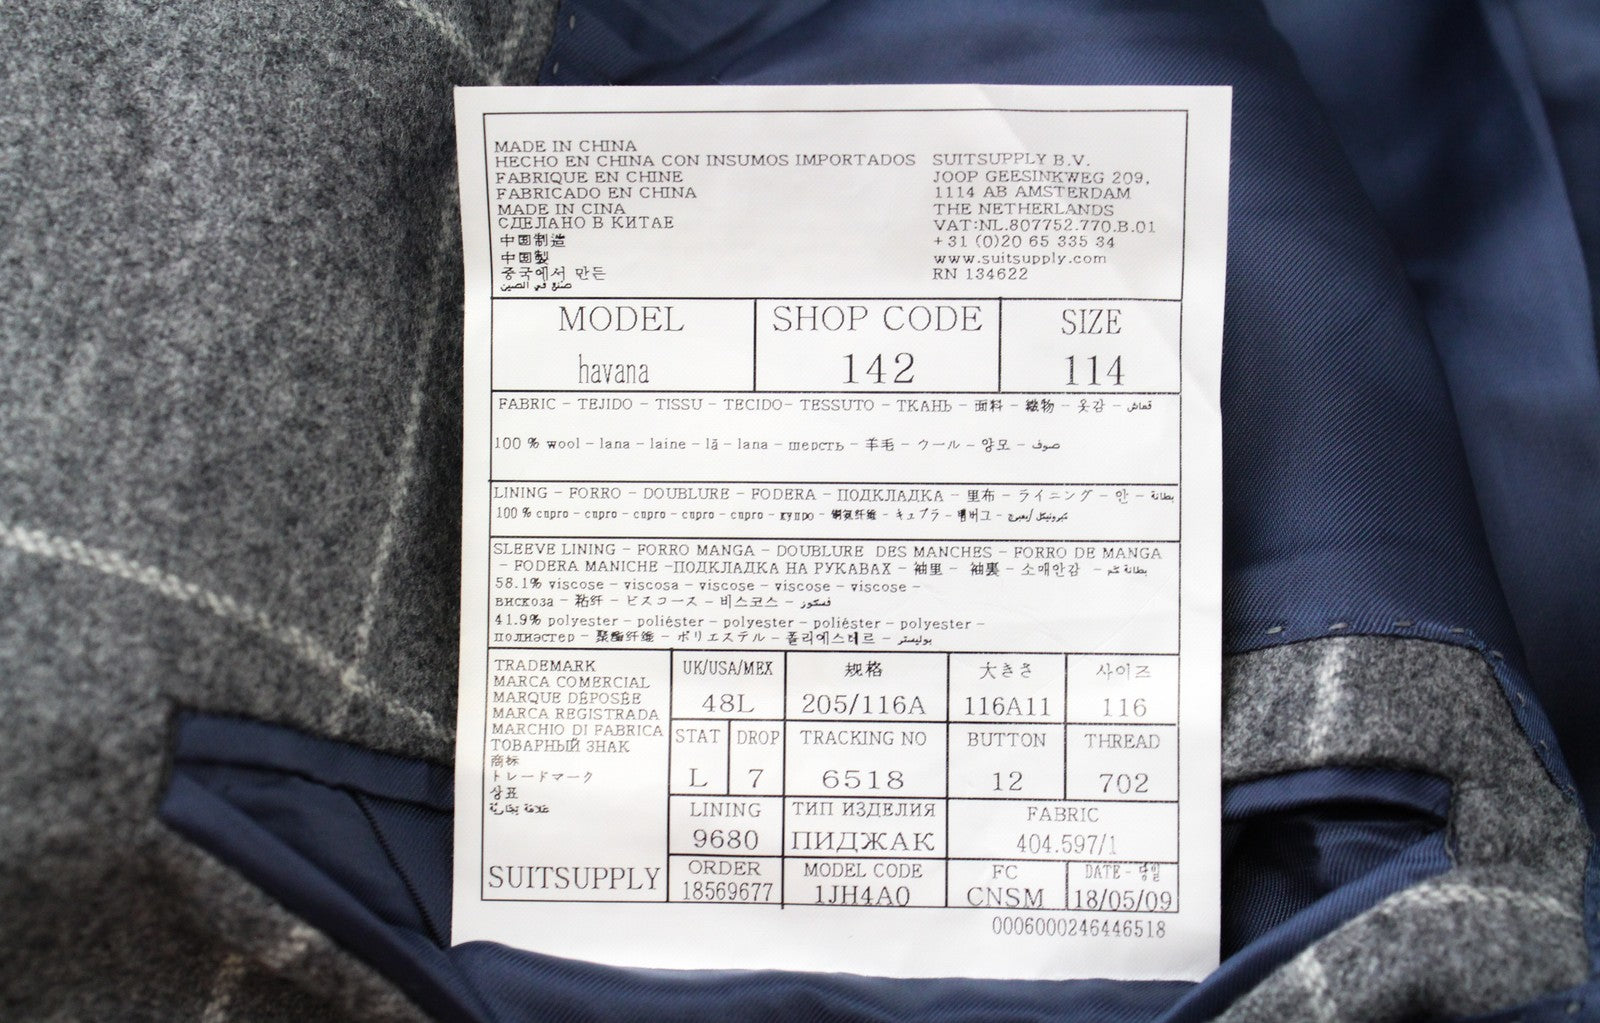 MADE IN CHINA
HECHO EN CHINA CON INSUMOS IMPORTADOS
FABRIQUE EN CHINE
FABRICADO EN CHINA
MADE IN CINA
СДЕЛАНО В КИТАЕ
中国制造
中国製
중국에서 만든
صنع في الصين
SUITSUPPLY B.V.
JOOP GEESINKWEG 209,
1114 AB AMSTERDAM
THE NETHERLANDS
VAT:NL.807752.770.B.01
+31 (0)20 65 335 34
www.suitsupply.com
RN 134622
MODEL
havana
SHOP CODE
142
SIZE
114
FABRIC - TEJIDO - TISSU - TECIDO- TESSUTO - ТКАНЬ - 面料 - 織物 - 옷감 - قماش
100 % wool - lana - laine - lã - lana - шерсть - 羊毛 - ウール - 양모 - صوف
LINING - FORRO - DOUBLURE - FODERA - ПОДКЛАДКА - 里布 - ライニング - 안 - بطانة
100 % cupro - cupro - cupro - cupro - cupro - купро - 铜氨纤维 - キュプラ - 벰버그 -
SLEEVE LINING - FORRO MANGA - DOUBLURE DES MANCHES - FORRO DE MANGA
- FODERA MANICHE -ПОДКЛАДКА НА РУКАВАХ - 袖里 - 袖裏 - 소매안감 - بطانة كم
58.1% viscose - viscosa - viscose - viscose - viscose -
вискоза - 粘纤 - ビスコース - 비스코스 - فسكوز
41.9% polyester - poliéster - polyester - poliéster - polyester -
полиэстер - 聚酯纤维 - ポリエステル - 폴리에스테르 - بوليستر
TRADEMARK
MARCA COMERCIAL
MARQUE DÉPOSÉE
MARCA REGISTRADA
MARCHIO DI FABRICA
ТОВАРНЫЙ ЗНАК
商标
トレードマーク
상표
علامة تجارية
SUITSUPPLY
UK/USA/MEX
48L
规格
205/116A
大きさ
116A11
사이즈
116
STAT
L
DROP
7
TRACKING NO
6518
BUTTON
12
THREAD
702
LINING
9680
ТИП ИЗДЕЛИЯ
ПИДЖАК
FABRIC
404.597/1
ORDER
18569677
MODEL CODE
1JH4A0
FC
CNSM
DATE -
18/05/09
0006000246446518